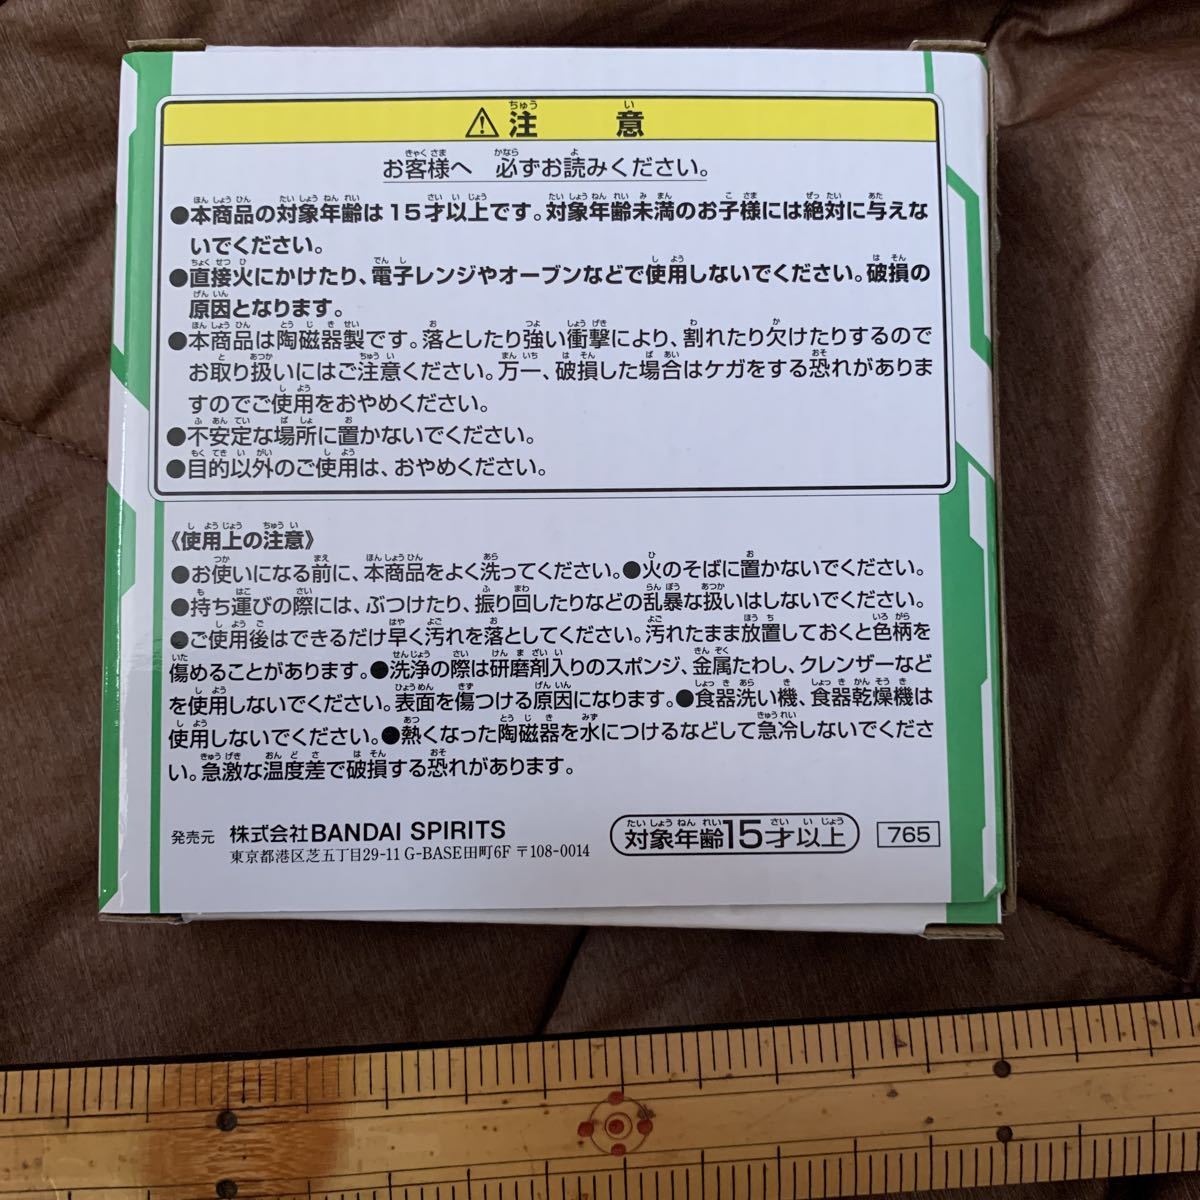 ⚠注意
お客様へ 必ずお読みください。
●本商品の対象年齢は15才以上です。対象年齢未満のお子様には絶対に与えな
いでください。
●直接火にかけたり、電子レンジやオーブンなどで使用しないでください。破損の
原因となります。
●本商品は陶磁器製です。落としたり強い衝撃により、割れたり欠けたりするので
お取り扱いにはご注意ください。万一、破損した場合はケガをする恐れがありま
すのでご使用をおやめください。
●不安定な場所に置かないでください。
●目的以外のご使用は、おやめください。
《使用上の注意》
●お使いになる前に、本商品をよく洗ってください。●火のそばに置かないでください。
●持ち運びの際には、ぶつけたり、振り回したりなどの乱暴な扱いはしないでください。
●ご使用後はできるだけ早く汚れを落としてください。汚れたまま放置しておくと色柄を
傷めることがあります。●洗浄の際は研磨剤入りのスポンジ、金属たわし、クレンザーなど
を使用しないでください。表面を傷つける原因になります。●食器洗い機、食器乾燥機は
使用しないでください。●熱くなった陶磁器を水につけるなどして急冷しないでくださ
い。急激な温度差で破損する恐れがあります。
発売元 株式会社BANDAI SPIRITS
東京都港区芝五丁目29-11 G-BASE田町6F 〒108-0014
対象年齢15才以上
765